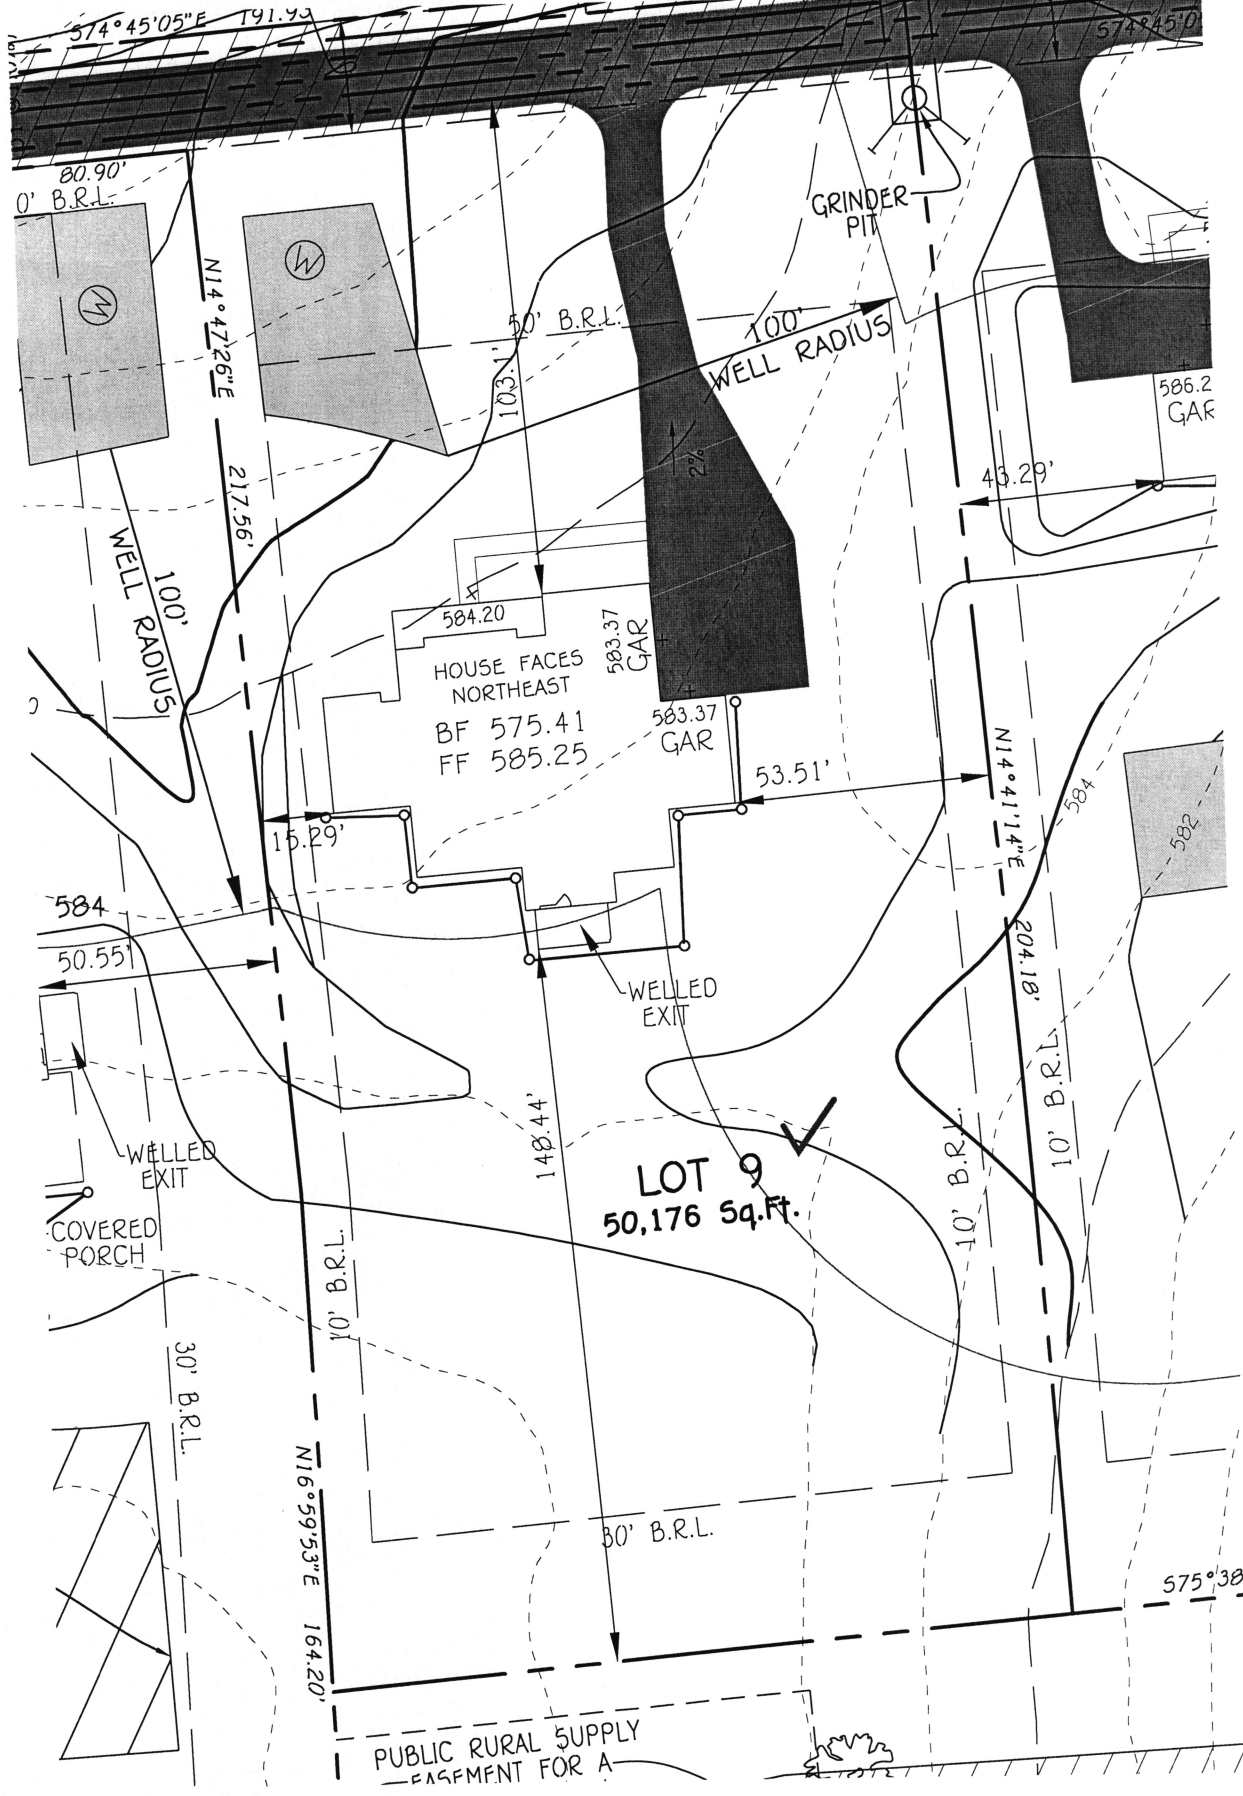 S74°45'05"E 191.93'
S74°45'0
80.90'
0' B.R.L.
GRINDER
PIT
W
W
N14°47'26"E
217.56'
50' B.R.L.
100'
WELL RADIUS
103.1'
2%
586.2
GAR
43.29'
100'
WELL RADIUS
584.20
583.37
GAR
HOUSE FACES
NORTHEAST
BF 575.41
FF 585.25
583.37
GAR
53.51'
15.29'
N14°41'14"E
204.18'
584
582
584
50.55'
WELLED
EXIT
WELLED
EXIT
148.44'
LOT 9
50,176 Sq.Ft.
10' B.R.L.
10' B.R.L.
COVERED
PORCH
10' B.R.L.
30' B.R.L.
N16°59'53"E
164.20'
30' B.R.L.
S75°38
PUBLIC RURAL SUPPLY
EASEMENT FOR A